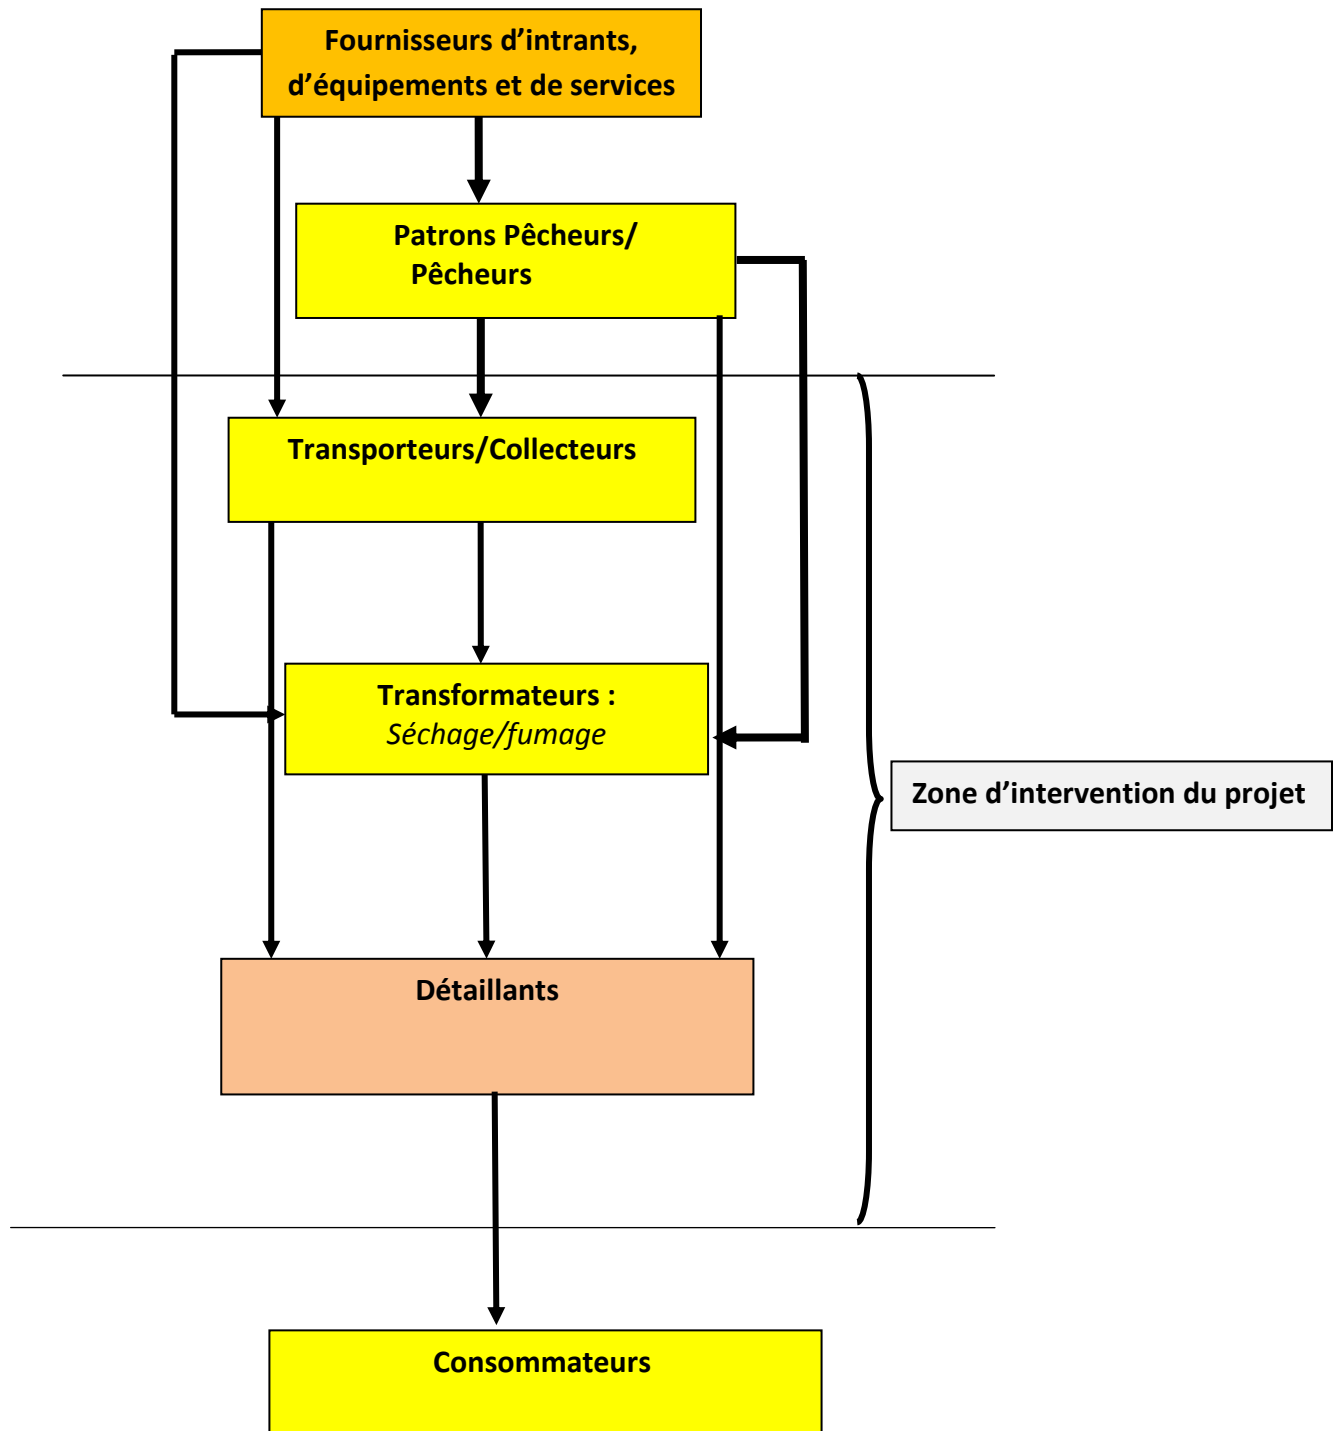 Fournisseurs d’intrants,
d’équipements et de services
Patrons Pêcheurs/
Pêcheurs
Transporteurs/Collecteurs
Transformateurs :
Séchage/fumage
Zone d’intervention du projet
Détaillants
Consommateurs